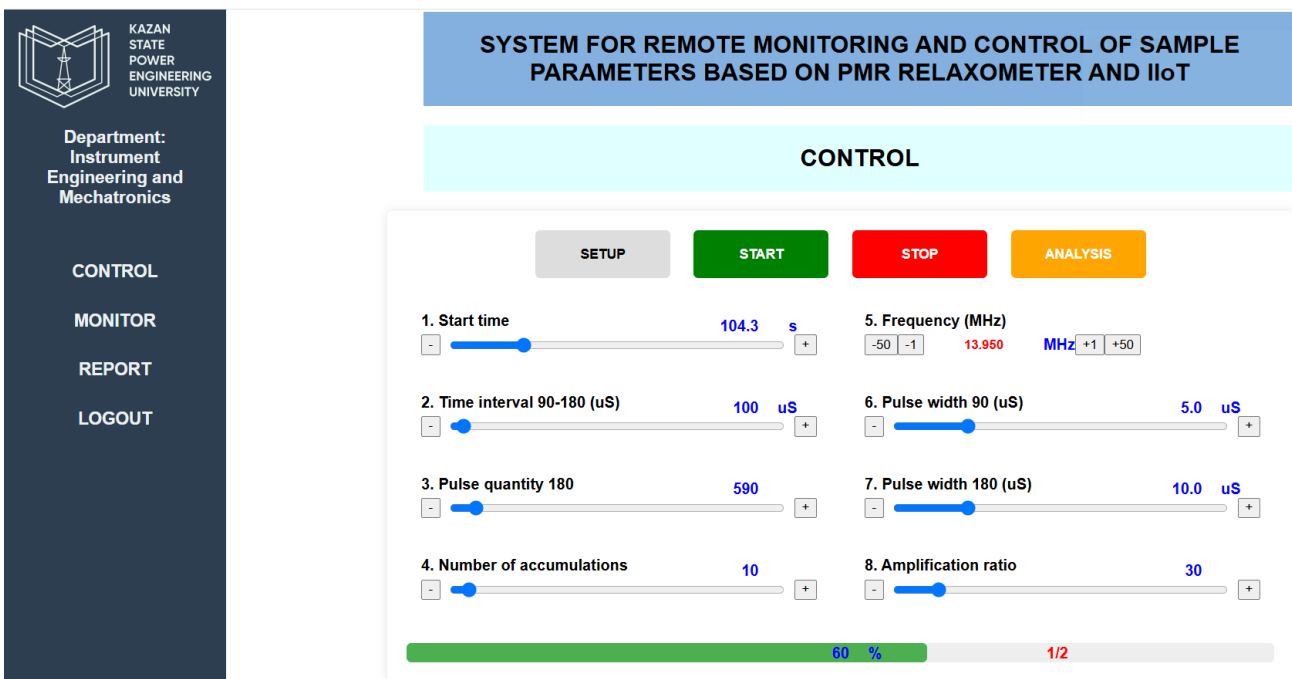 KAZAN
STATE
POWER
ENGINEERING
UNIVERSITY
Department:
Instrument
Engineering and
Mechatronics
CONTROL
MONITOR
REPORT
LOGOUT
SYSTEM FOR REMOTE MONITORING AND CONTROL OF SAMPLE
PARAMETERS BASED ON PMR RELAXOMETER AND IIoT
CONTROL
SETUP START STOP ANALYSIS
1. Start time 104.3 s
- +
5. Frequency (MHz)
-50 -1 13.950 MHz +1 +50
2. Time interval 90-180 (uS) 100 uS
- +
6. Pulse width 90 (uS) 5.0 uS
- +
3. Pulse quantity 180 590
- +
7. Pulse width 180 (uS) 10.0 uS
- +
4. Number of accumulations 10
- +
8. Amplification ratio 30
- +
60 % 1/2